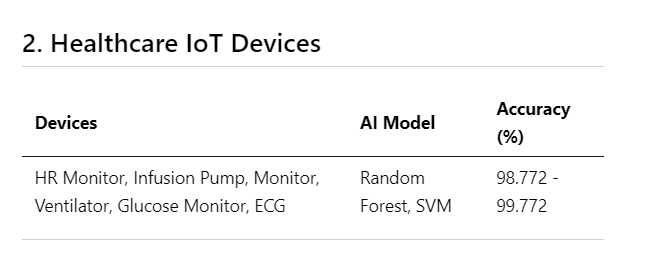 2. Healthcare IoT Devices
Devices AI Model Accuracy (%)
HR Monitor, Infusion Pump, Monitor, Random 98.772 -
Ventilator, Glucose Monitor, ECG Forest, SVM 99.772